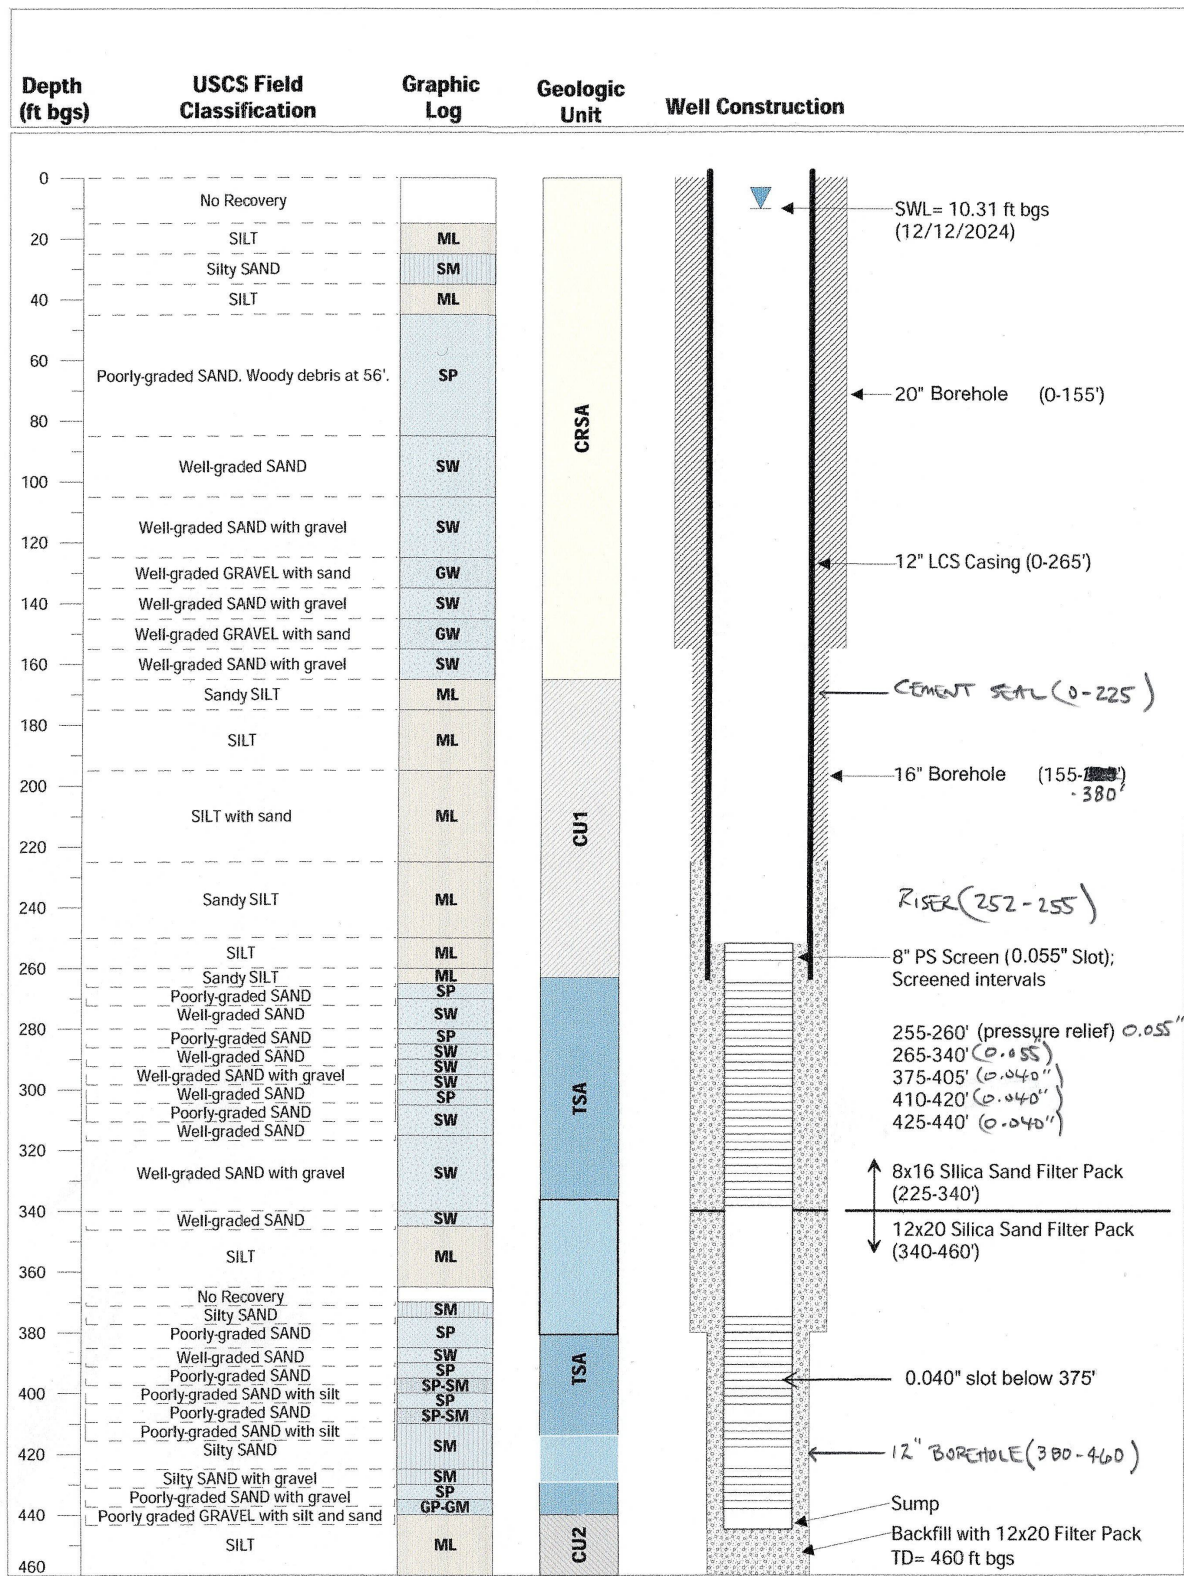 Depth
(ft bgs)
USCS Field
Classification
Graphic
Log
Geologic
Unit
Well Construction
0
20
40
60
80
100
120
140
160
180
200
220
240
260
280
300
320
340
360
380
400
420
440
460
No Recovery
SILT
Silty SAND
SILT
Poorly-graded SAND. Woody debris at 56'.
Well-graded SAND
Well-graded SAND with gravel
Well-graded GRAVEL with sand
Well-graded SAND with gravel
Well-graded GRAVEL with sand
Well-graded SAND with gravel
Sandy SILT
SILT
SILT with sand
Sandy SILT
SILT
Sandy SILT
Poorly-graded SAND
Well-graded SAND
Poorly-graded SAND
Well-graded SAND
Well-graded SAND with gravel
Well-graded SAND
Poorly-graded SAND
Well-graded SAND
Well-graded SAND with gravel
Well-graded SAND
SILT
No Recovery
Silty SAND
Poorly-graded SAND
Well-graded SAND
Poorly-graded SAND
Poorly-graded SAND with silt
Poorly-graded SAND
Poorly-graded SAND with silt
Silty SAND
Silty SAND with gravel
Poorly-graded SAND with gravel
Poorly graded GRAVEL with silt and sand
SILT
ML
SM
ML
SP
SW
SW
GW
SW
GW
SW
ML
ML
ML
ML
ML
ML
SP
SW
SP
SW
SW
SW
SP
SW
SW
SW
ML
SM
SP
SW
SP
SP-SM
SP
SP-SM
SM
SM
SP
GP-GM
ML
CRSA
CU1
TSA
TSA
CU2
SWL= 10.31 ft bgs
(12/12/2024)
20" Borehole (0-155')
12" LCS Casing (0-265')
CEMENT SEAL (0-225)
16" Borehole (155- ')
-380'
RISER (252-255)
8" PS Screen (0.055" Slot);
Screened intervals
255-260' (pressure relief) 0.055"
265-340' (0.055")
375-405' (0.040")
410-420' (0.040")
425-440' (0.040")
8x16 SIlica Sand Filter Pack
(225-340')
12x20 Silica Sand Filter Pack
(340-460')
0.040" slot below 375'
12" BOREHOLE (380-460)
Sump
Backfill with 12x20 Filter Pack
TD= 460 ft bgs